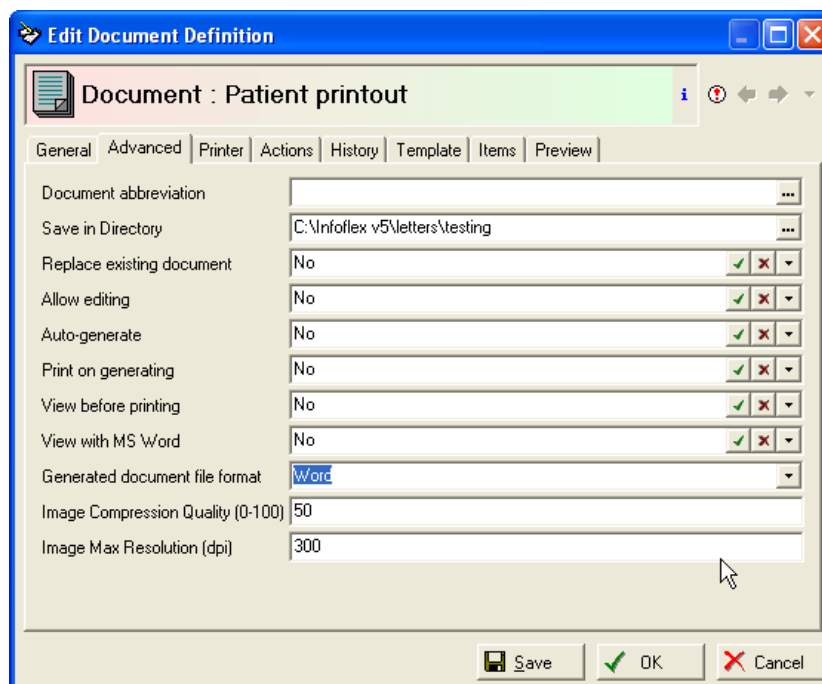 Edit Document Definition
Document : Patient printout
General Advanced Printer Actions History Template Items Preview
Document abbreviation ...
Save in Directory C:\Infoflex v5\letters\testing ...
Replace existing document No
Allow editing No
Auto-generate No
Print on generating No
View before printing No
View with MS Word No
Generated document file format Word
Image Compression Quality (0-100) 50
Image Max Resolution (dpi) 300
Save OK Cancel